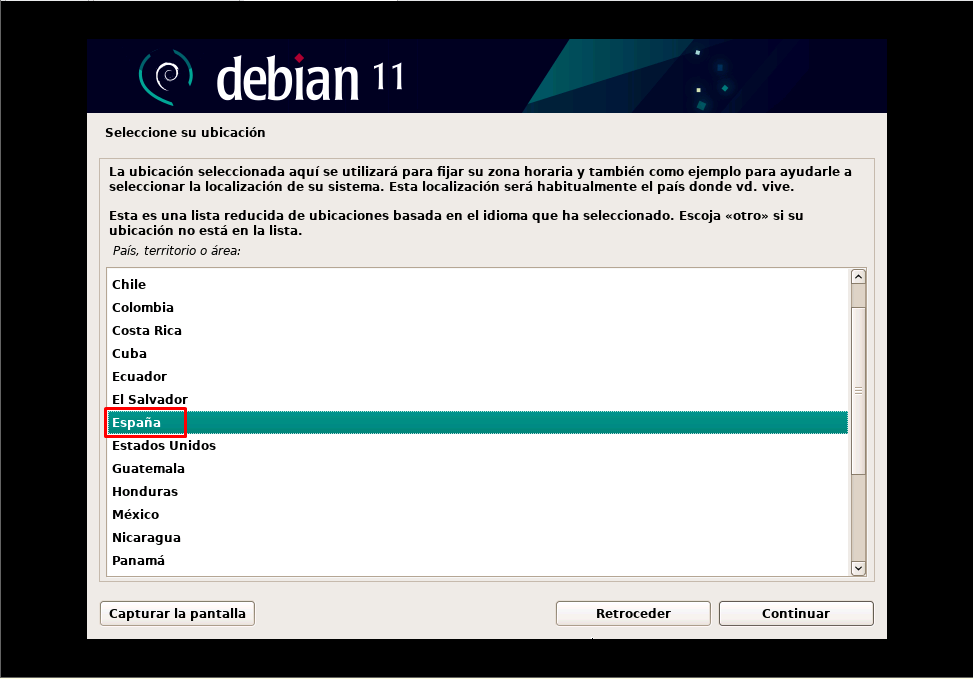 debian 11
Seleccione su ubicación
La ubicación seleccionada aquí se utilizará para fijar su zona horaria y también como ejemplo para ayudarle a
seleccionar la localización de su sistema. Esta localización será habitualmente el país donde vd. vive.
Esta es una lista reducida de ubicaciones basada en el idioma que ha seleccionado. Escoja «otro» si su
ubicación no está en la lista.
País, territorio o área:
Chile
Colombia
Costa Rica
Cuba
Ecuador
El Salvador
España
Estados Unidos
Guatemala
Honduras
México
Nicaragua
Panamá
Capturar la pantalla
Retroceder
Continuar